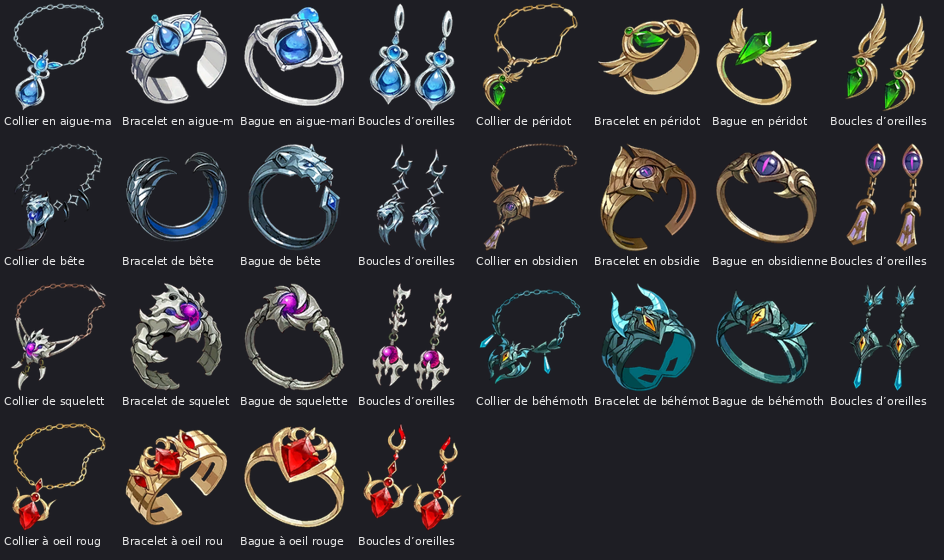 Collier en aigue-ma
Bracelet en aigue-m
Bague en aigue-mari
Boucles d’oreilles
Collier de péridot
Bracelet en péridot
Bague en péridot
Boucles d’oreilles
Collier de bête
Bracelet de bête
Bague de bête
Boucles d’oreilles
Collier en obsidien
Bracelet en obsidie
Bague en obsidienne
Boucles d’oreilles
Collier de squelett
Bracelet de squelet
Bague de squelette
Boucles d’oreilles
Collier de béhémoth
Bracelet de béhémot
Bague de béhémoth
Boucles d’oreilles
Collier à oeil roug
Bracelet à oeil rou
Bague à oeil rouge
Boucles d’oreilles